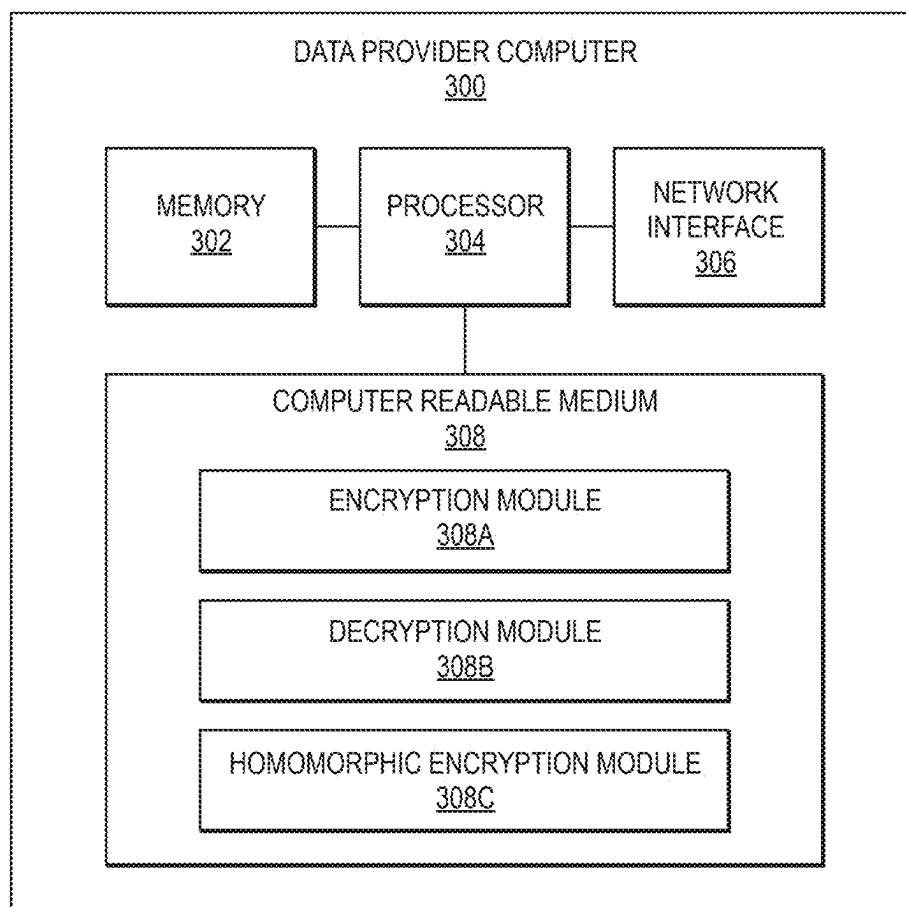 DATA PROVIDER COMPUTER
300
MEMORY
302
PROCESSOR
304
NETWORK
INTERFACE
306
COMPUTER READABLE MEDIUM
308
ENCRYPTION MODULE
308A
DECRYPTION MODULE
308B
HOMOMORPHIC ENCRYPTION MODULE
308C